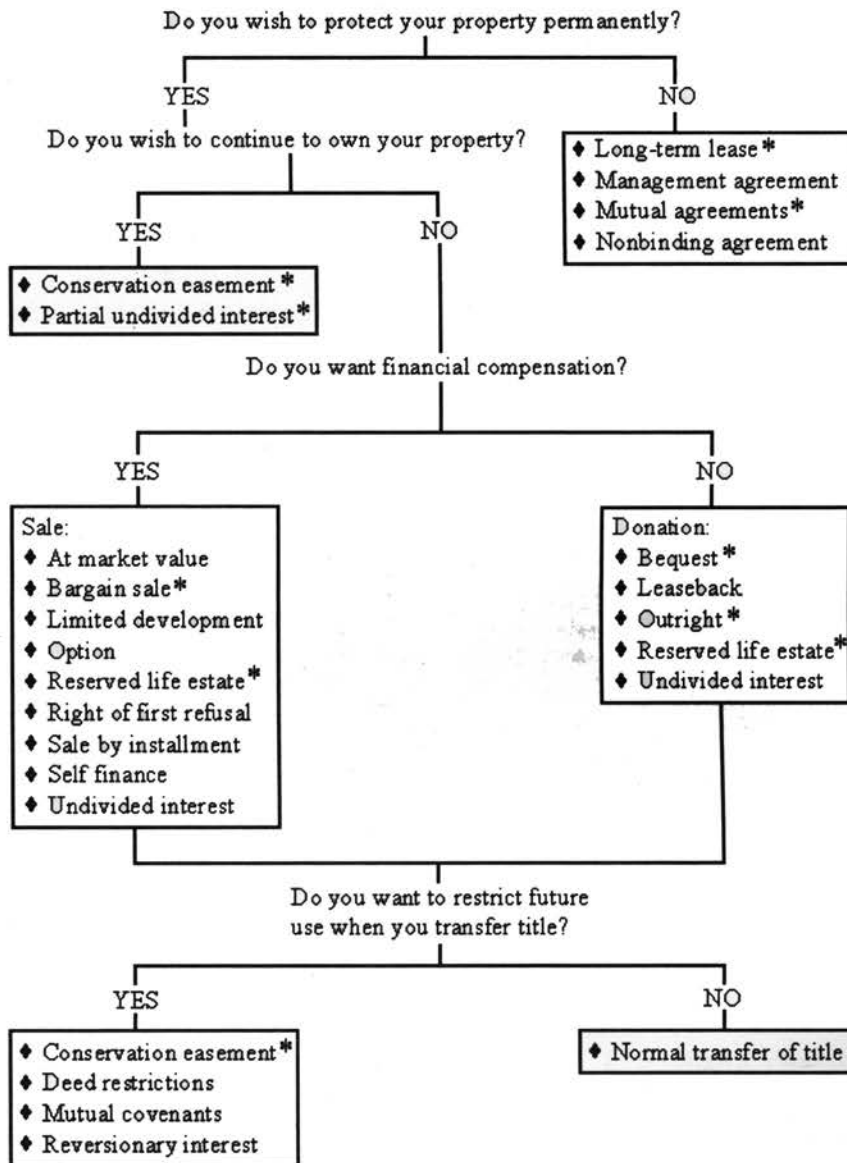 Do you wish to protect your property permanently?
YES
NO
Do you wish to continue to own your property?
♦ Long-term lease*
♦ Management agreement
♦ Mutual agreements*
♦ Nonbinding agreement
YES
NO
♦ Conservation easement*
♦ Partial undivided interest*
Do you want financial compensation?
YES
NO
Sale:
♦ At market value
♦ Bargain sale*
♦ Limited development
♦ Option
♦ Reserved life estate*
♦ Right of first refusal
♦ Sale by installment
♦ Self finance
♦ Undivided interest
Donation:
♦ Bequest*
♦ Leaseback
♦ Outright*
♦ Reserved life estate*
♦ Undivided interest
Do you want to restrict future
use when you transfer title?
YES
NO
♦ Conservation easement*
♦ Deed restrictions
♦ Mutual covenants
♦ Reversionary interest
♦ Normal transfer of title